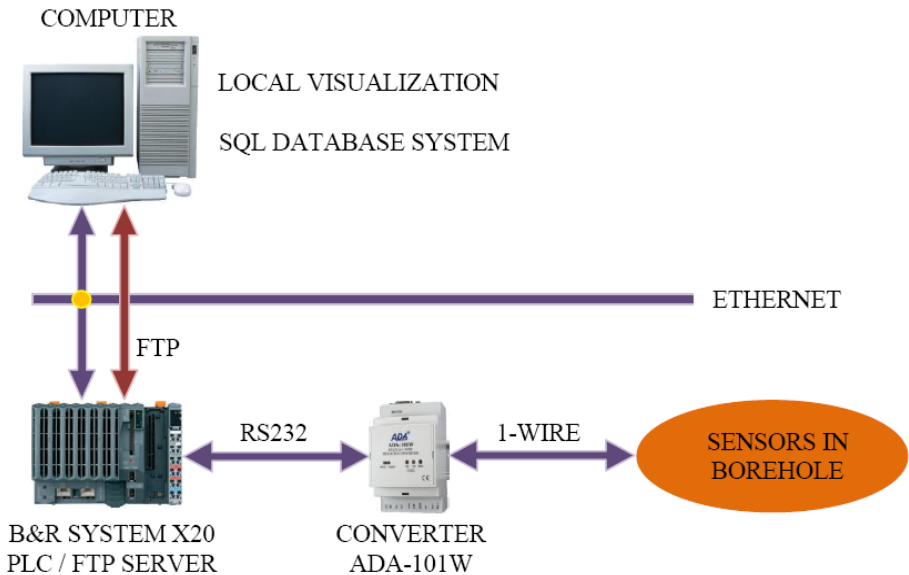 COMPUTER
LOCAL VISUALIZATION
SQL DATABASE SYSTEM
ETHERNET
FTP
RS232
1-WIRE
ADA
SENSORS IN
BOREHOLE
B&R SYSTEM X20
PLC / FTP SERVER
CONVERTER
ADA-101W